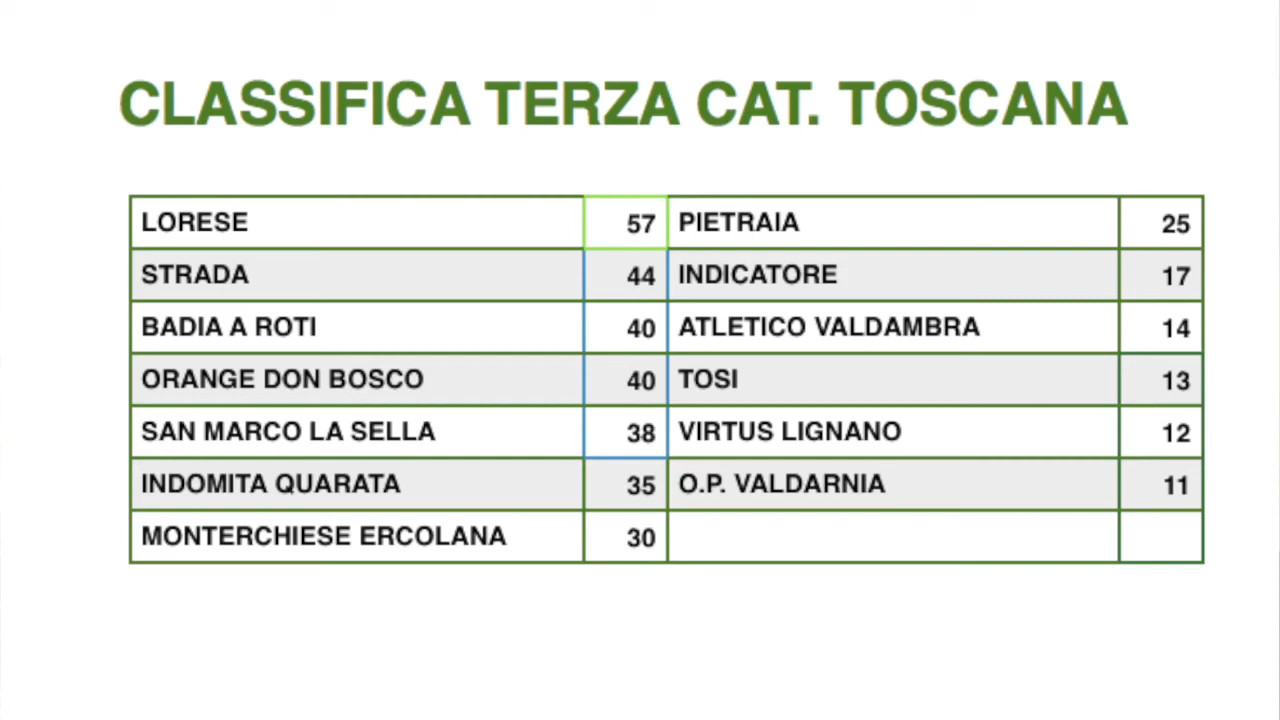 CLASSIFICA TERZA CAT. TOSCANA
LORESE 57 PIETRAIA 25
STRADA 44 INDICATORE 17
BADIA A ROTI 40 ATLETICO VALDAMBRA 14
ORANGE DON BOSCO 40 TOSI 13
SAN MARCO LA SELLA 38 VIRTUS LIGNANO 12
INDOMITA QUARATA 35 O.P. VALDARNIA 11
MONTERCHIESE ERCOLANA 30